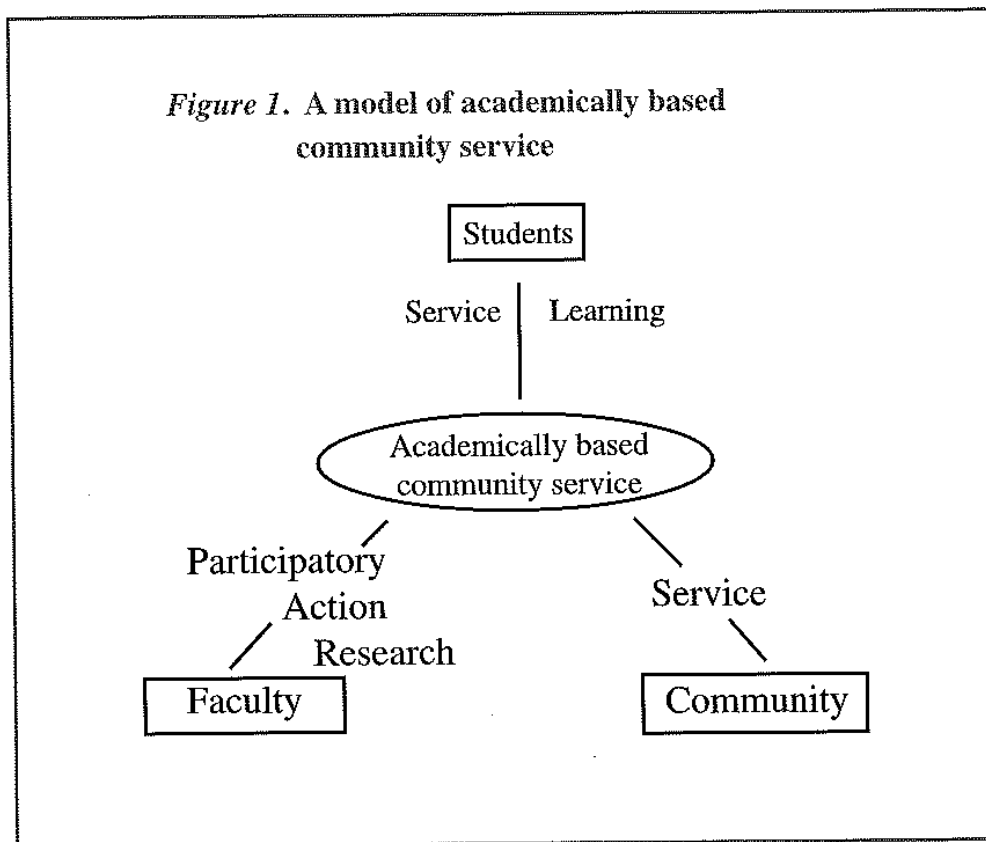 Figure 1. A model of academically based
community service
Students
Service Learning
Academically based
community service
Participatory
Action
Research
Service
Faculty
Community